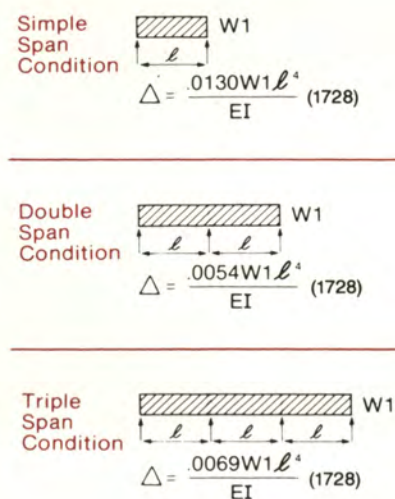 Simple
Span
Condition
W1
ℓ
Δ = .0130W1ℓ⁴ / EI (1728)
Double
Span
Condition
W1
ℓ ℓ
Δ = .0054W1ℓ⁴ / EI (1728)
Triple
Span
Condition
W1
ℓ ℓ ℓ
Δ = .0069W1ℓ⁴ / EI (1728)